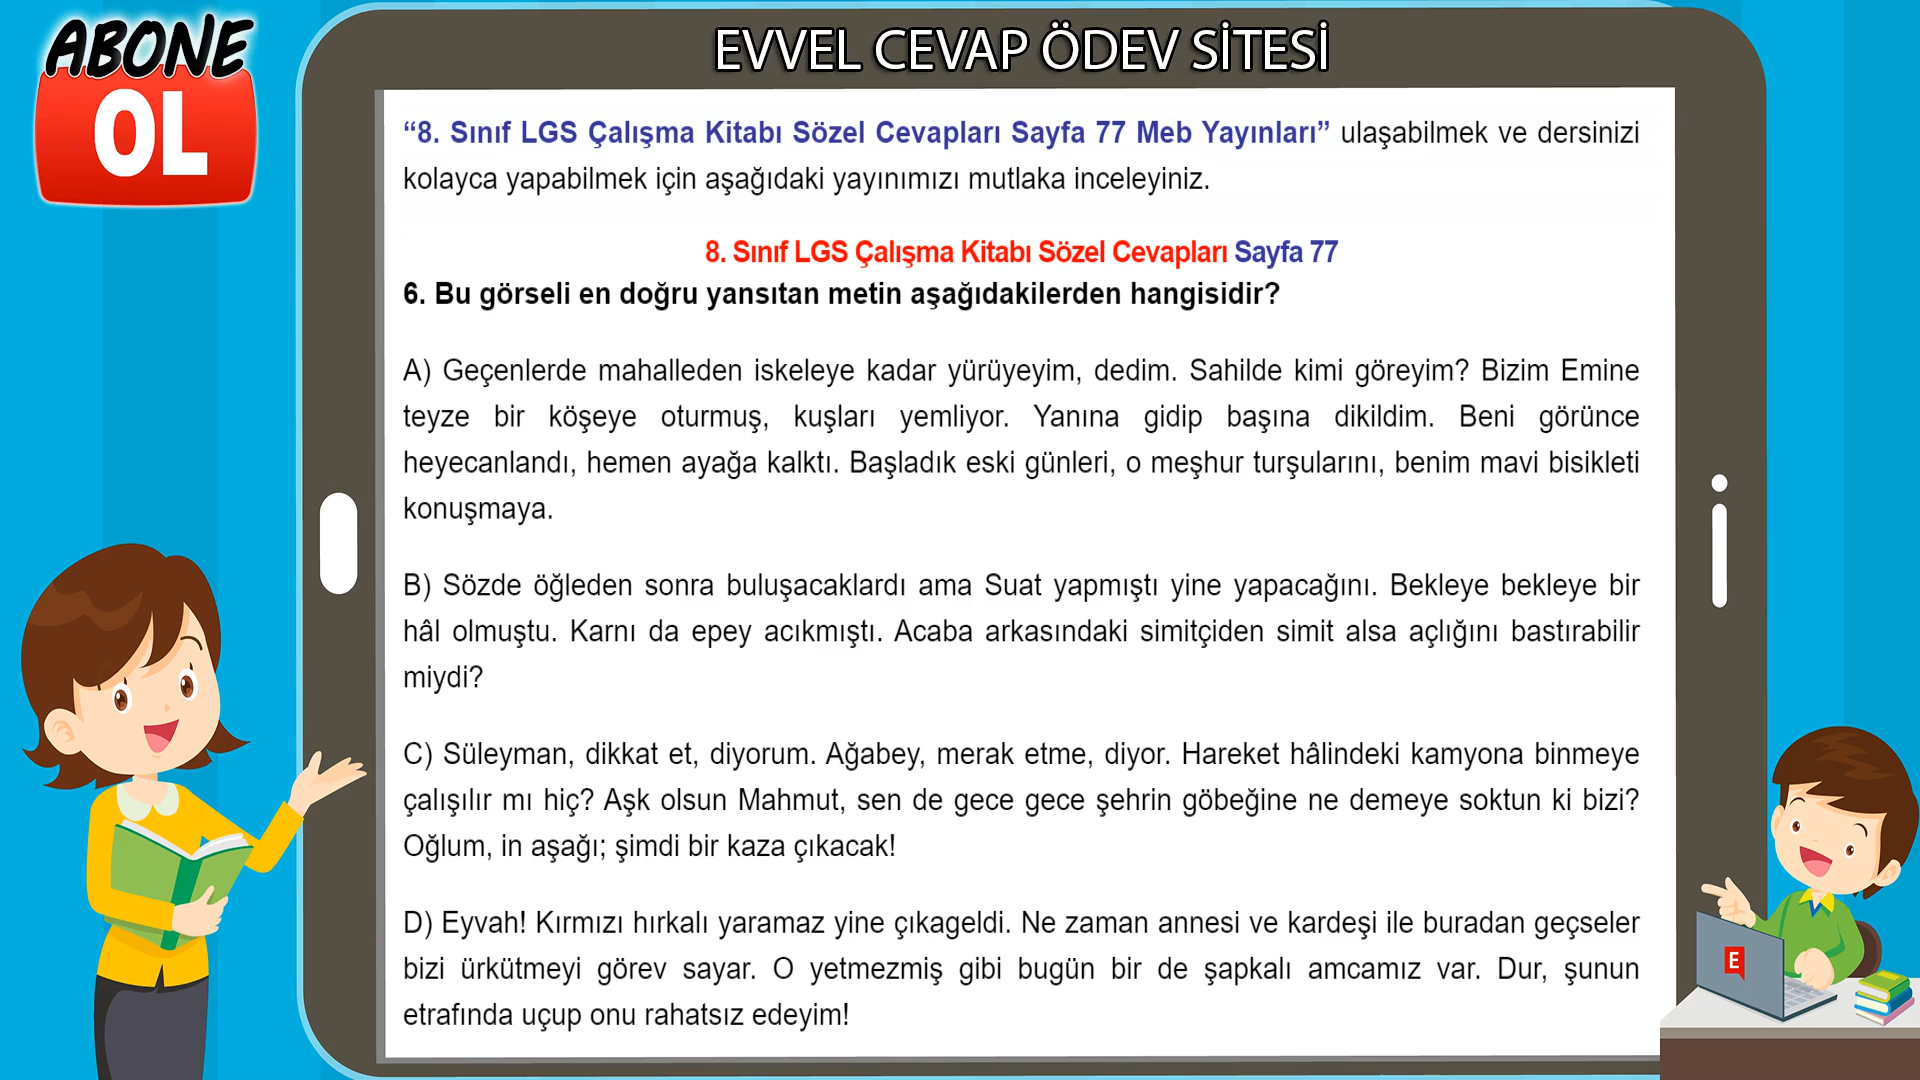 ABONE
OL
EVVEL CEVAP ÖDEV SİTESİ
“8. Sınıf LGS Çalışma Kitabı Sözel Cevapları Sayfa 77 Meb Yayınları” ulaşabilmek ve dersinizi
kolayca yapabilmek için aşağıdaki yayınımızı mutlaka inceleyiniz.
8. Sınıf LGS Çalışma Kitabı Sözel Cevapları Sayfa 77
6. Bu görseli en doğru yansıtan metin aşağıdakilerden hangisidir?
A) Geçenlerde mahalleden iskeleye kadar yürüyeyim, dedim. Sahilde kimi göreyim? Bizim Emine
teyze bir köşeye oturmuş, kuşları yemliyor. Yanına gidip başına dikildim. Beni görünce
heyecanlandı, hemen ayağa kalktı. Başladık eski günleri, o meşhur turşularını, benim mavi bisikleti
konuşmaya.
B) Sözde öğleden sonra buluşacaklardı ama Suat yapmıştı yine yapacağını. Bekleye bekleye bir
hâl olmuştu. Karnı da epey acıkmıştı. Acaba arkasındaki simitçiden simit alsa açlığını bastırabilir
miydi?
C) Süleyman, dikkat et, diyorum. Ağabey, merak etme, diyor. Hareket hâlindeki kamyona binmeye
çalışılır mı hiç? Aşk olsun Mahmut, sen de gece gece şehrin göbeğine ne demeye soktun ki bizi?
Oğlum, in aşağı; şimdi bir kaza çıkacak!
D) Eyvah! Kırmızı hırkalı yaramaz yine çıkageldi. Ne zaman annesi ve kardeşi ile buradan geçseler
bizi ürkütmeyi görev sayar. O yetmezmiş gibi bugün bir de şapkalı amcamız var. Dur, şunun
etrafında uçup onu rahatsız edeyim!
E